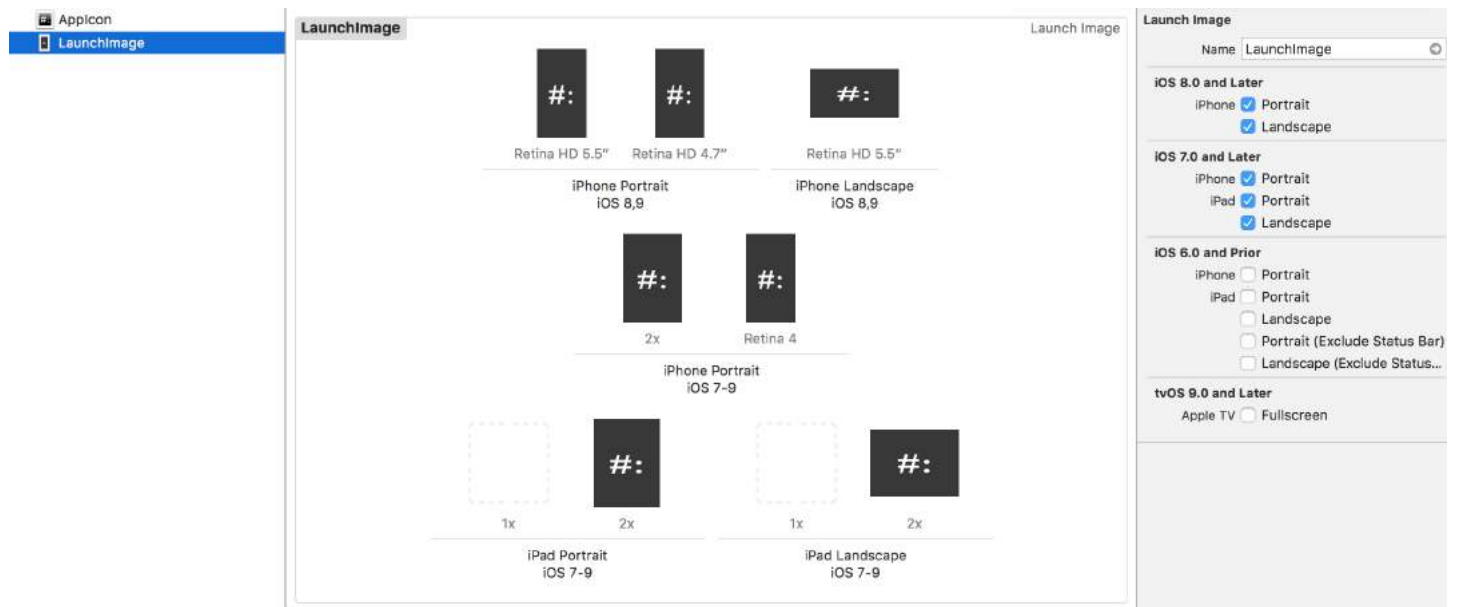 AppIcon
LaunchImage
LaunchImage
Launch Image
#:
#:
#:
Retina HD 5.5"
Retina HD 4.7"
Retina HD 5.5"
iPhone Portrait
iOS 8,9
iPhone Landscape
iOS 8,9
#:
#:
2x
Retina 4
iPhone Portrait
iOS 7-9
#:
#:
1x
2x
1x
2x
iPad Portrait
iOS 7-9
iPad Landscape
iOS 7-9
Launch Image
Name LaunchImage
iOS 8.0 and Later
iPhone Portrait
Landscape
iOS 7.0 and Later
iPhone Portrait
iPad Portrait
Landscape
iOS 6.0 and Prior
iPhone Portrait
iPad Portrait
Landscape
Portrait (Exclude Status Bar)
Landscape (Exclude Status...
tvOS 9.0 and Later
Apple TV Fullscreen